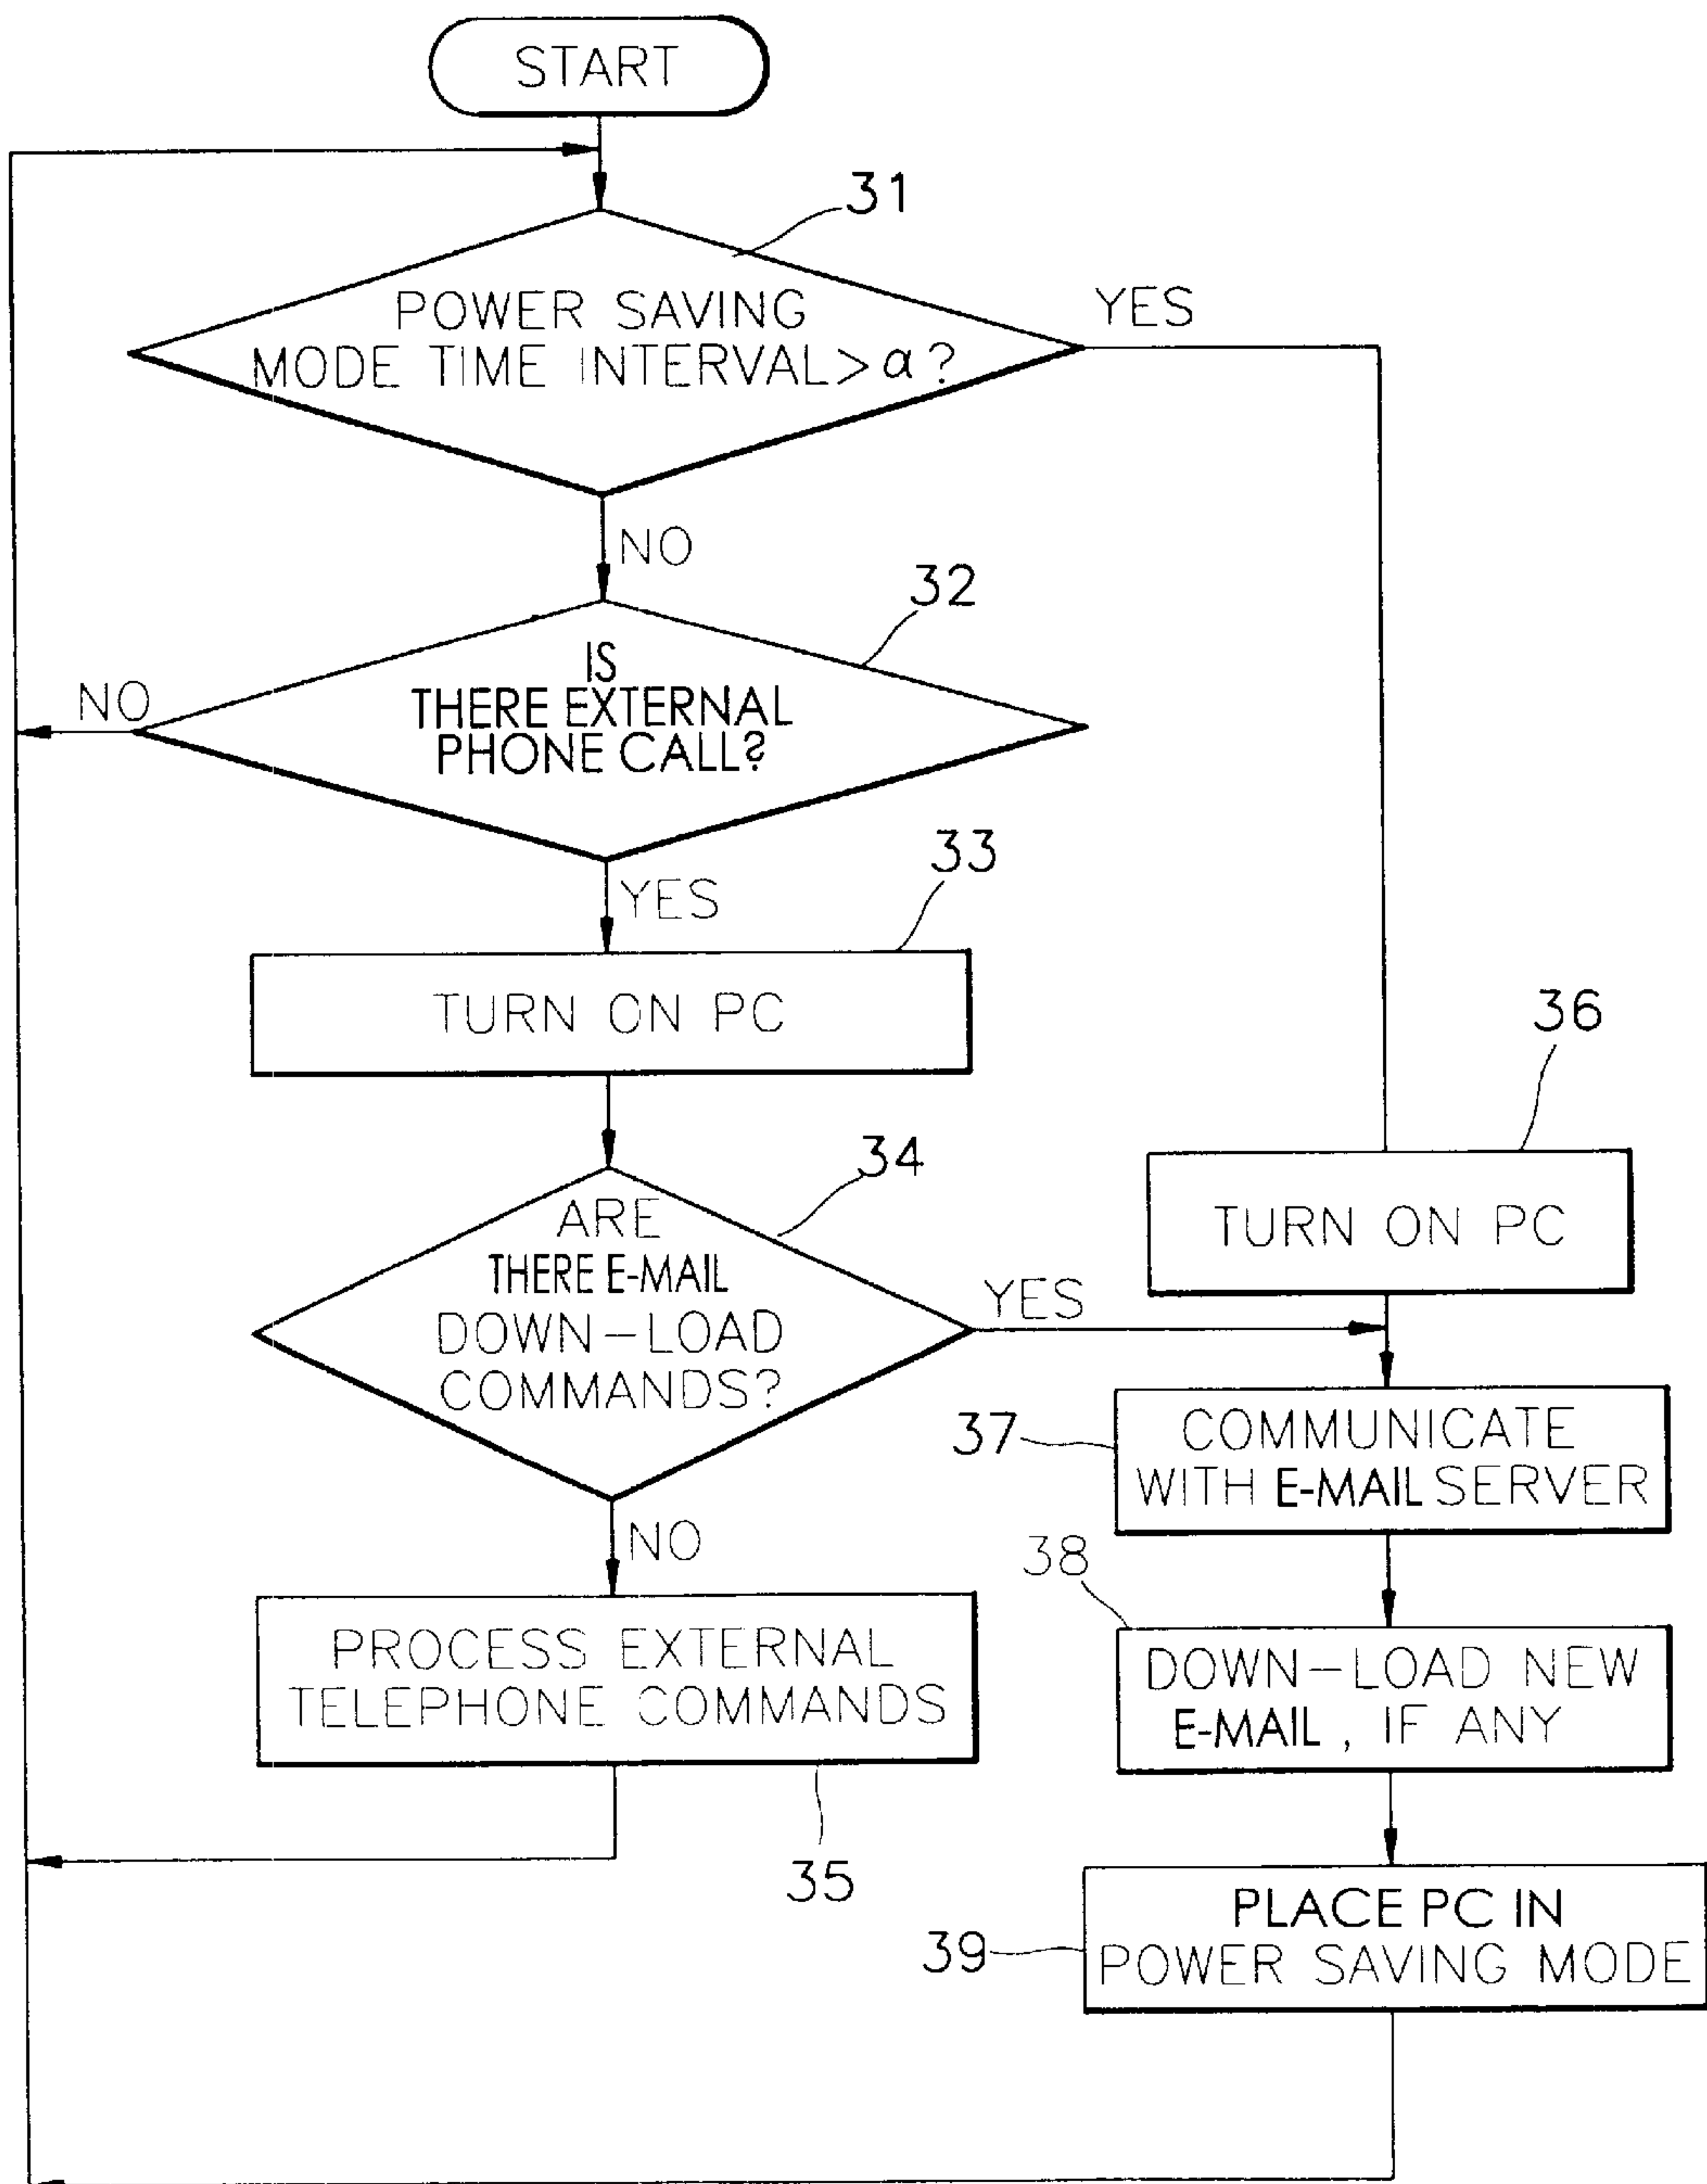 START
31
POWER SAVING
MODE TIME INTERVAL>α?
YES
NO
32
IS
THERE EXTERNAL
PHONE CALL?
NO
YES
33
TURN ON PC
34
ARE
THERE E-MAIL
DOWN-LOAD
COMMANDS?
YES
NO
36
TURN ON PC
37
COMMUNICATE
WITH E-MAIL SERVER
38
DOWN-LOAD NEW
E-MAIL, IF ANY
PROCESS EXTERNAL
TELEPHONE COMMANDS
35
39
PLACE PC IN
POWER SAVING MODE